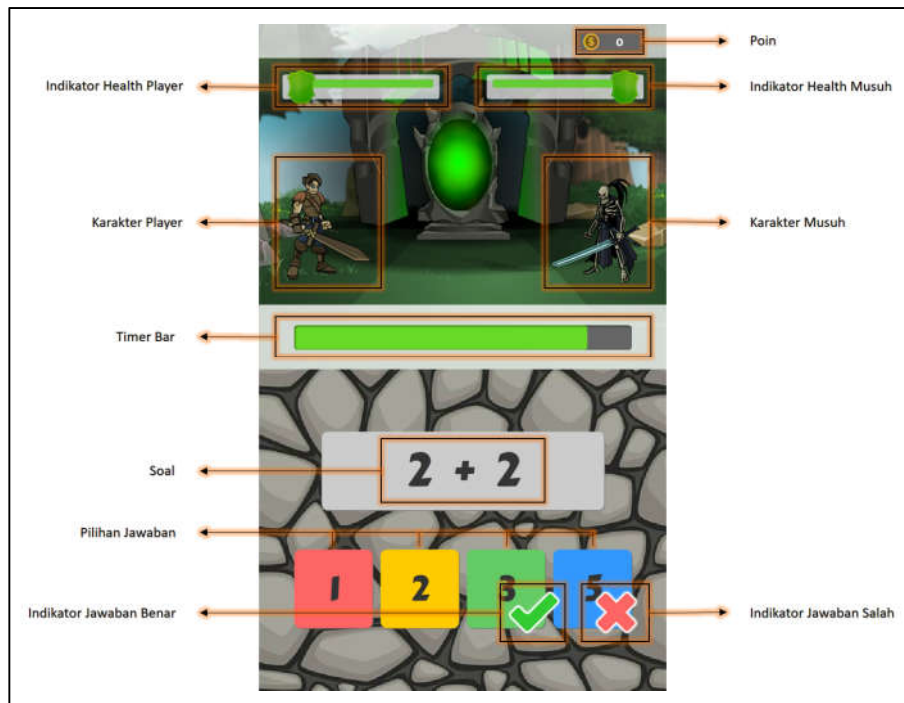 0
Poin
Indikator Health Player
Indikator Health Musuh
Karakter Player
Karakter Musuh
Timer Bar
Soal
2 + 2
Pilihan Jawaban
1 2 3 5
Indikator Jawaban Benar
Indikator Jawaban Salah